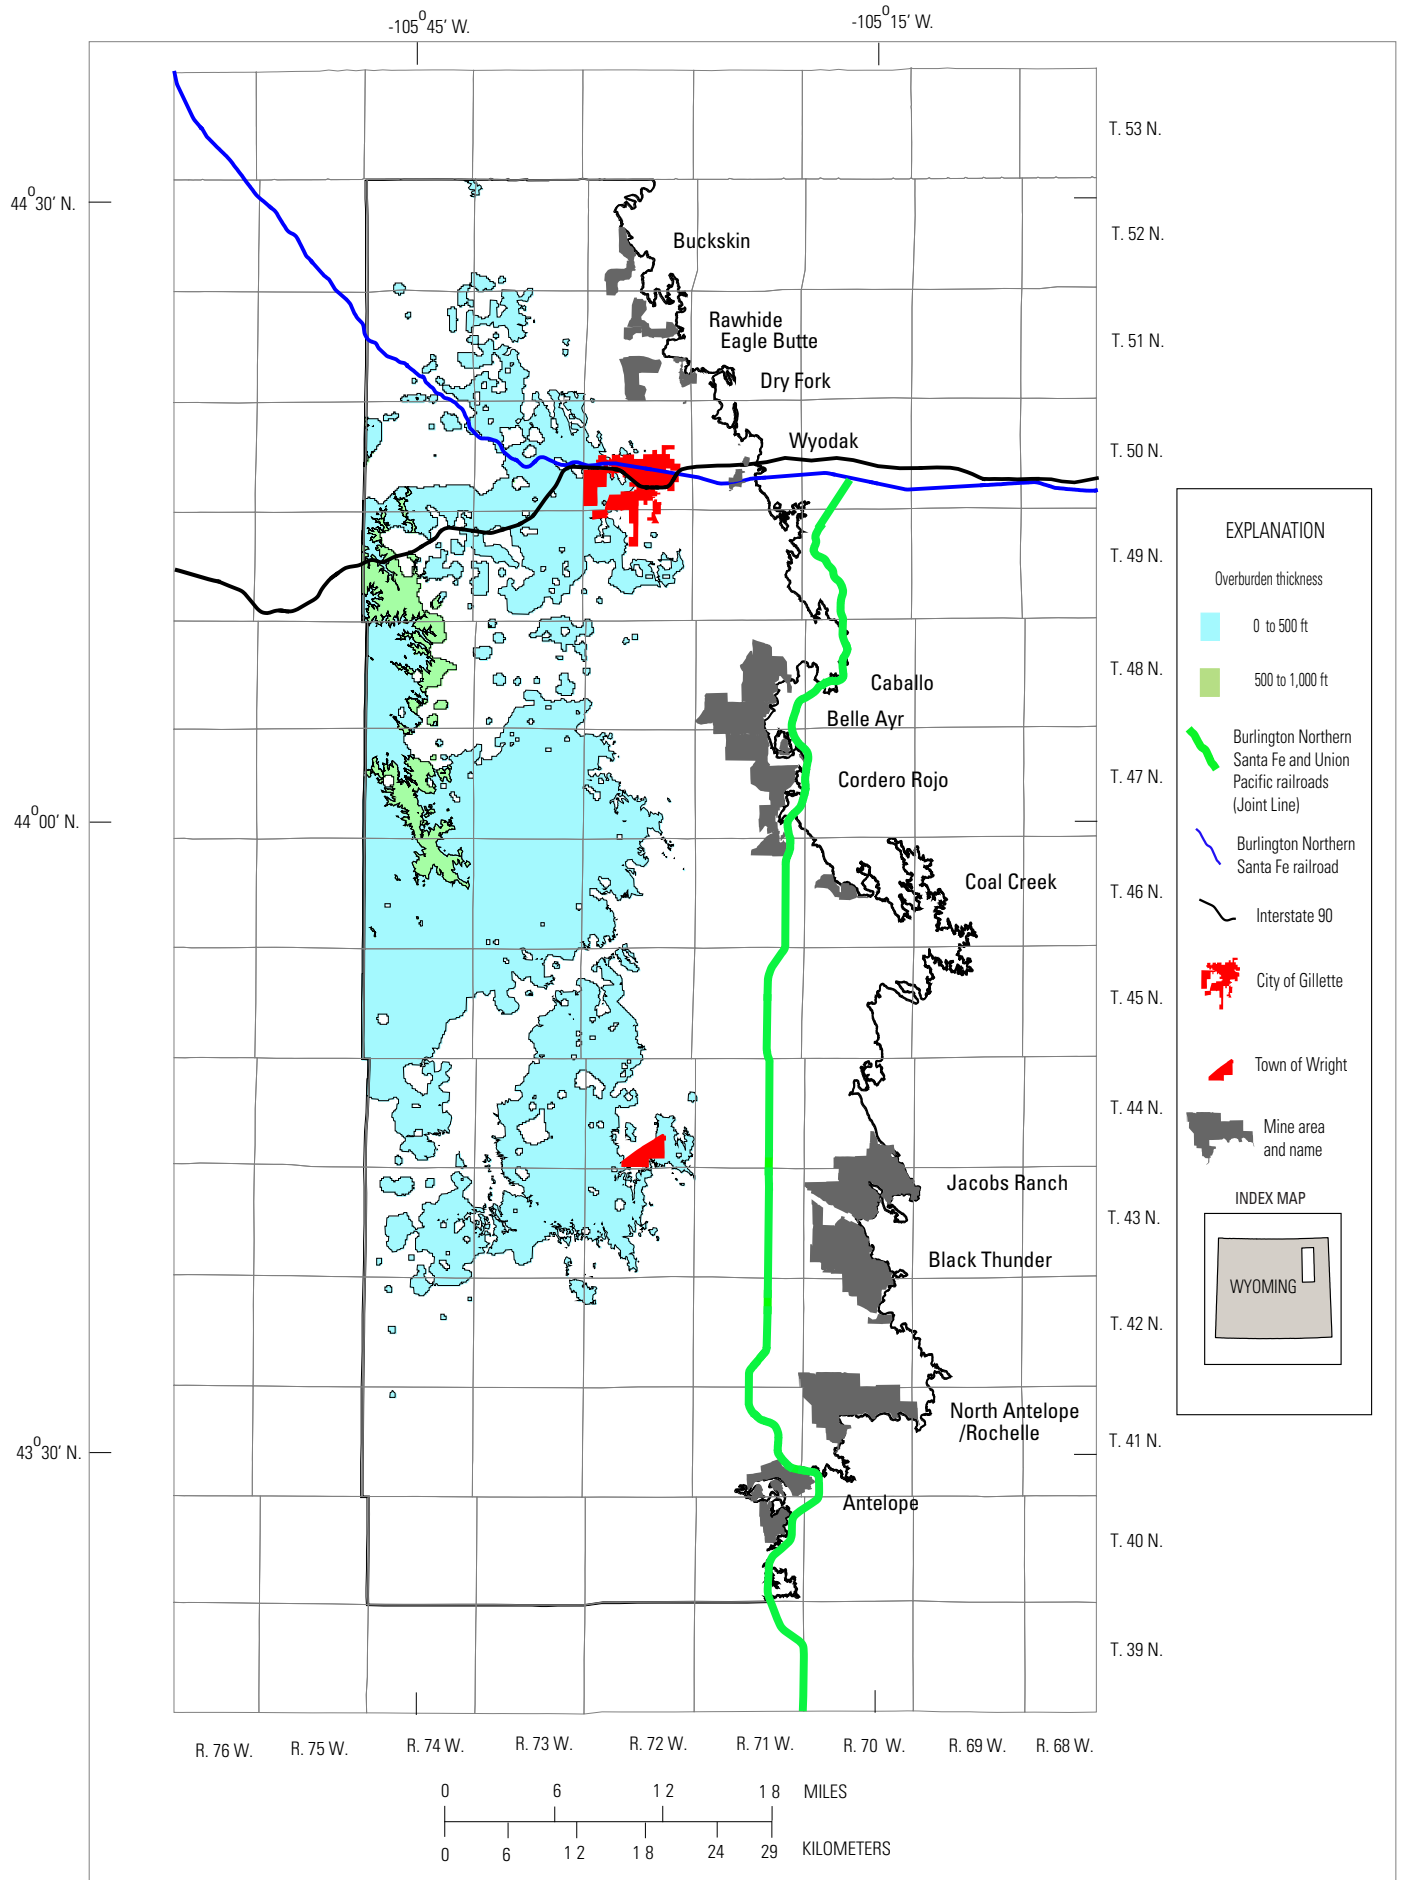 -105° 45' W.
-105° 15' W.
T. 53 N.
44° 30' N.
T. 52 N.
Buckskin
Rawhide
Eagle Butte
T. 51 N.
Dry Fork
Wyodak
T. 50 N.
T. 49 N.
T. 48 N.
Caballo
Belle Ayr
Cordero Rojo
T. 47 N.
44° 00' N.
Coal Creek
T. 46 N.
T. 45 N.
T. 44 N.
Jacobs Ranch
T. 43 N.
Black Thunder
T. 42 N.
North Antelope
/Rochelle
T. 41 N.
43° 30' N.
Antelope
T. 40 N.
T. 39 N.
R. 76 W. R. 75 W. R. 74 W. R. 73 W. R. 72 W. R. 71 W. R. 70 W. R. 69 W. R. 68 W.
0 6 12 18 MILES
0 6 12 18 24 29 KILOMETERS
EXPLANATION
Overburden thickness
0 to 500 ft
500 to 1,000 ft
Burlington Northern
Santa Fe and Union
Pacific railroads
(Joint Line)
Burlington Northern
Santa Fe railroad
Interstate 90
City of Gillette
Town of Wright
Mine area
and name
INDEX MAP
WYOMING